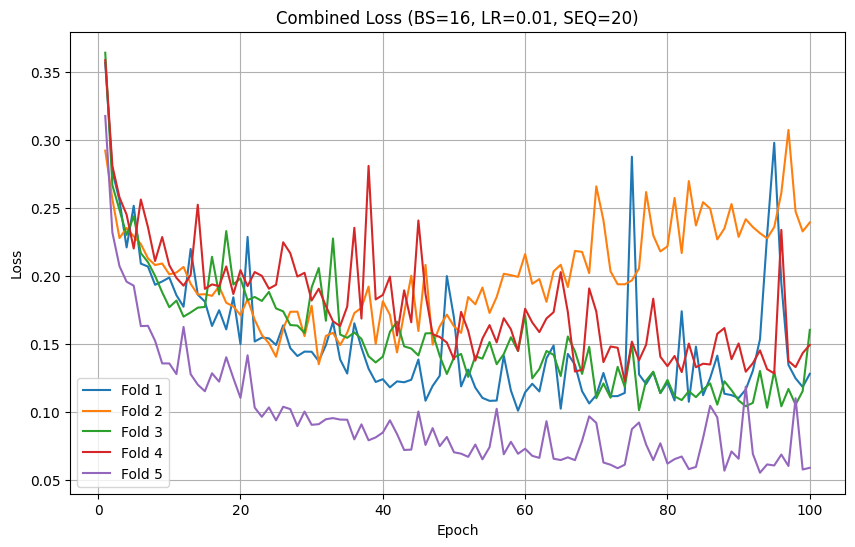 Combined Loss (BS=16, LR=0.01, SEQ=20)
Loss
0.35
0.30
0.25
0.20
0.15
0.10
0.05
Fold 1
Fold 2
Fold 3
Fold 4
Fold 5
0 20 40 60 80 100
Epoch